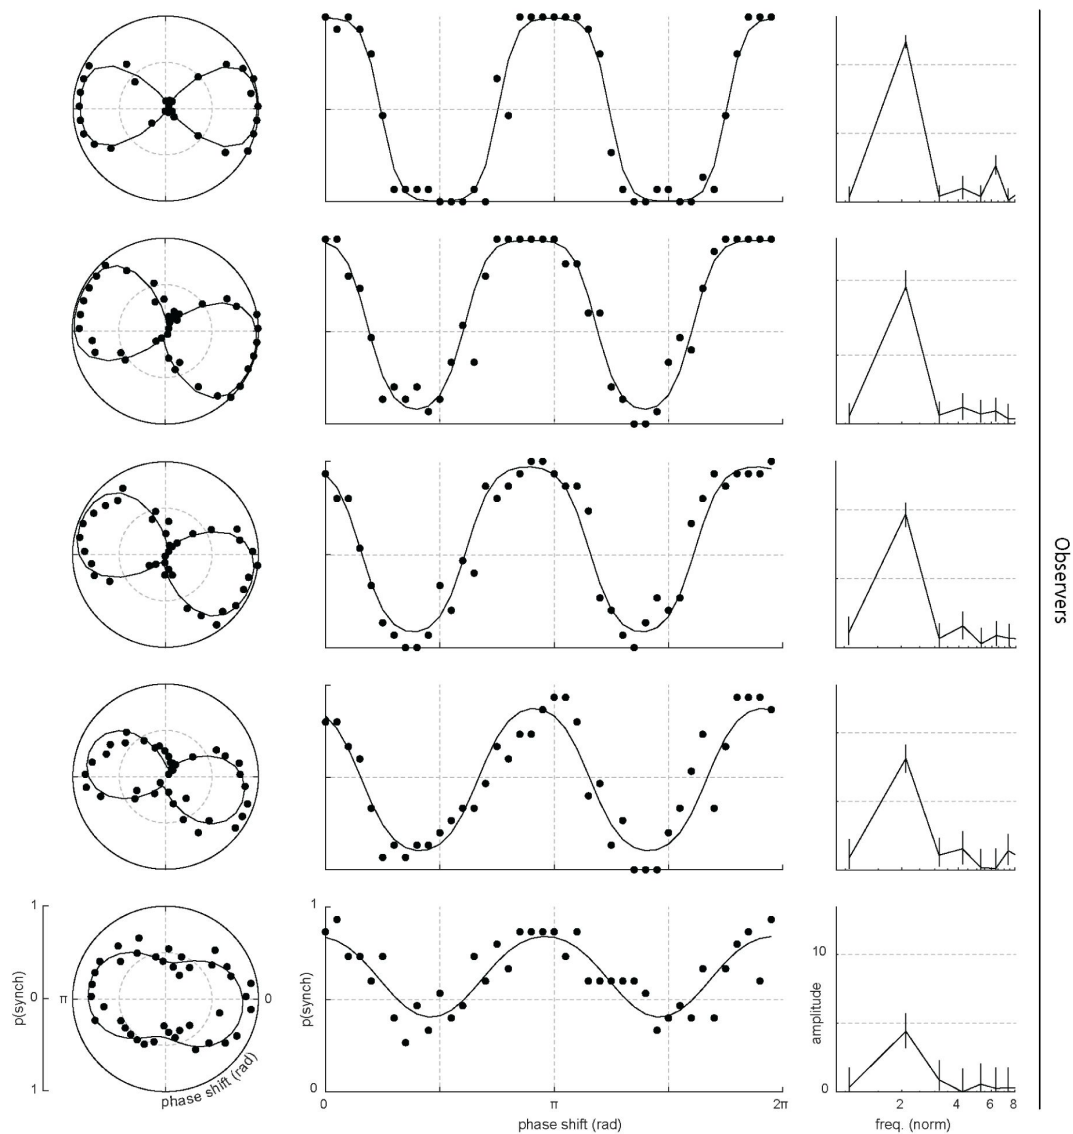 Observers
1
p(synch)
0
1
π
0
phase shift (rad)
1
p(synch)
0
0
π
2π
phase shift (rad)
10
amplitude
0
2
4
6
8
freq. (norm)